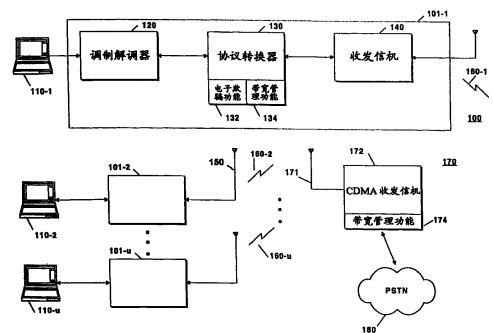 101-1
120
130
140
调制解调器
协议转换器
收发信机
电子欺骗功能
带宽管理功能
132
134
110-1
160-1
100
150
160-2
172
170
101-2
171
CDMA 收发信机
带宽管理功能
174
110-2
101-u
160-u
PSTN
110-u
180